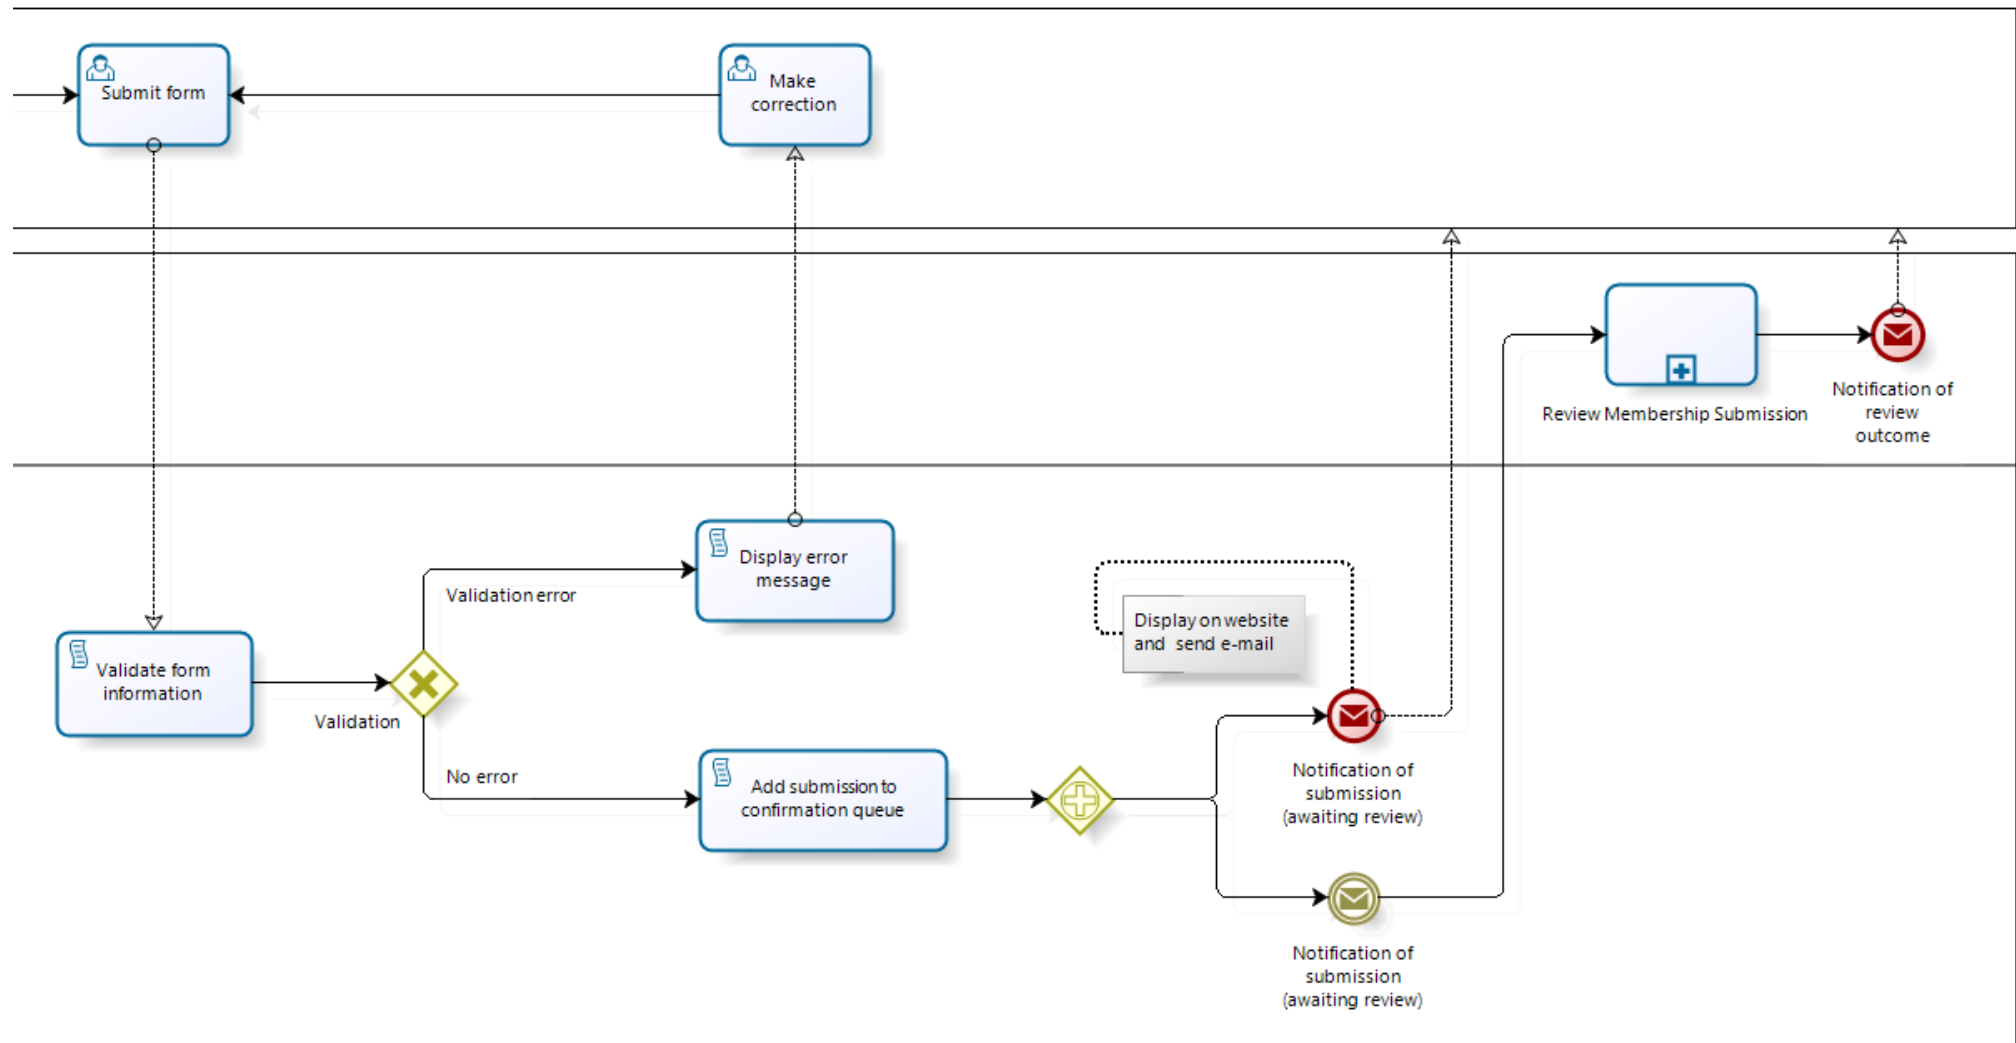 Submit form
Make
correction
Review Membership Submission
Notification of
review
outcome
Display error
message
Validation error
Display on website
and send e-mail
Validate form
information
Validation
No error
Add submission to
confirmation queue
Notification of
submission
(awaiting review)
Notification of
submission
(awaiting review)